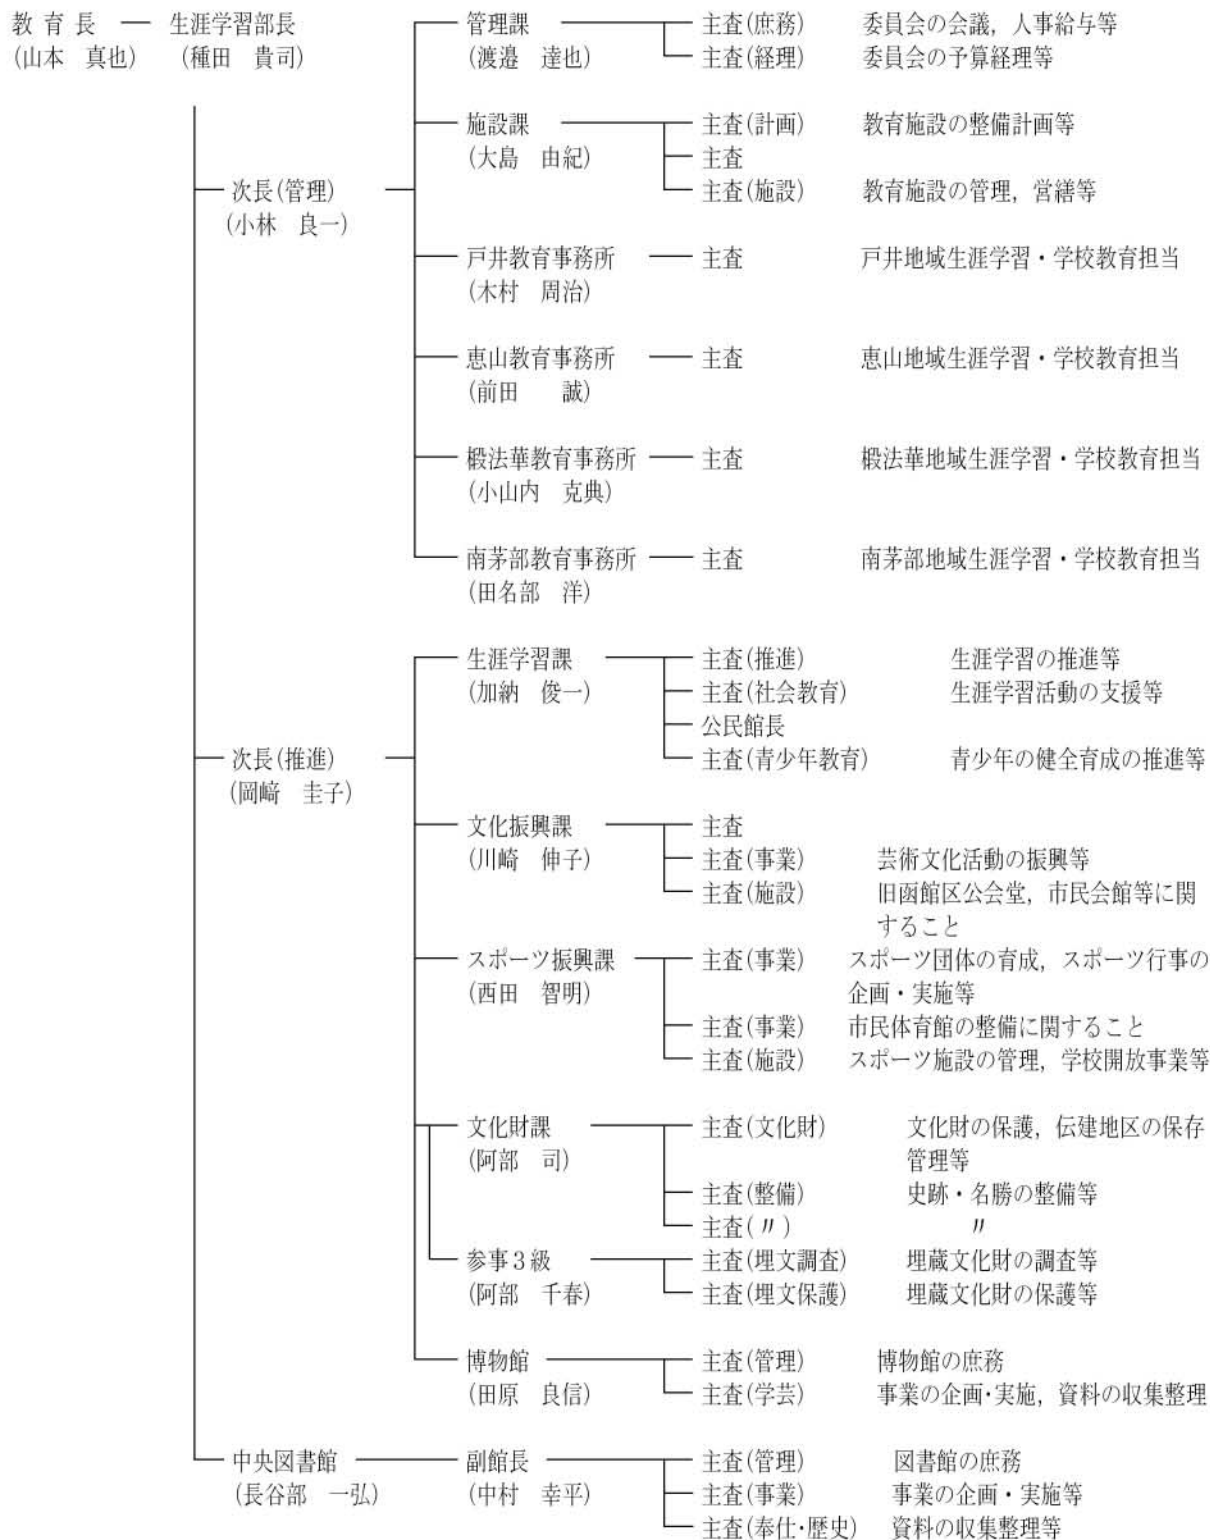 教 育 長 — 生涯学習部長 管理課 主査(庶務) 委員会の会議，人事給与等
(山本　真也) (種田　貴司) (渡邉　達也) 主査(経理) 委員会の予算経理等
施設課 主査(計画) 教育施設の整備計画等
(大島　由紀) 主査
次長(管理) 主査(施設) 教育施設の管理，営繕等
(小林　良一)
戸井教育事務所 主査 戸井地域生涯学習・学校教育担当
(木村　周治)
恵山教育事務所 主査 恵山地域生涯学習・学校教育担当
(前田　　誠)
椴法華教育事務所 主査 椴法華地域生涯学習・学校教育担当
(小山内　克典)
南茅部教育事務所 主査 南茅部地域生涯学習・学校教育担当
(田名部　洋)
生涯学習課 主査(推進) 生涯学習の推進等
(加納　俊一) 主査(社会教育) 生涯学習活動の支援等
公民館長
次長(推進) 主査(青少年教育) 青少年の健全育成の推進等
(岡﨑　圭子)
文化振興課 主査
(川崎　伸子) 主査(事業) 芸術文化活動の振興等
主査(施設) 旧函館区公会堂，市民会館等に関
すること
スポーツ振興課 主査(事業) スポーツ団体の育成，スポーツ行事の
(西田　智明) 企画・実施等
主査(事業) 市民体育館の整備に関すること
主査(施設) スポーツ施設の管理，学校開放事業等
文化財課 主査(文化財) 文化財の保護，伝建地区の保存
(阿部　司) 管理等
主査(整備) 史跡・名勝の整備等
主査(〃) 〃
参事３級 主査(埋文調査) 埋蔵文化財の調査等
(阿部　千春) 主査(埋文保護) 埋蔵文化財の保護等
博物館 主査(管理) 博物館の庶務
(田原　良信) 主査(学芸) 事業の企画･実施，資料の収集整理
中央図書館 副館長 主査(管理) 図書館の庶務
(長谷部　一弘) (中村　幸平) 主査(事業) 事業の企画・実施等
主査(奉仕･歴史) 資料の収集整理等